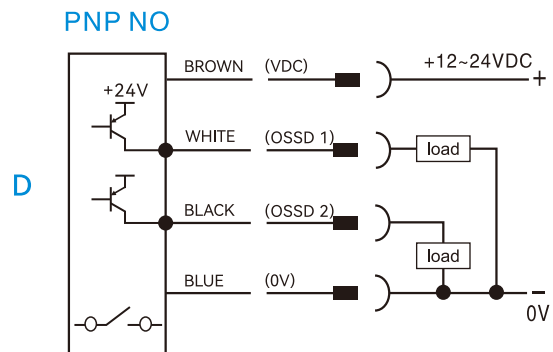 PNP NO
BROWN (VDC) +12~24VDC
+
+24V
WHITE (OSSD 1) load
D
BLACK (OSSD 2)
load
BLUE (0V) −
0V